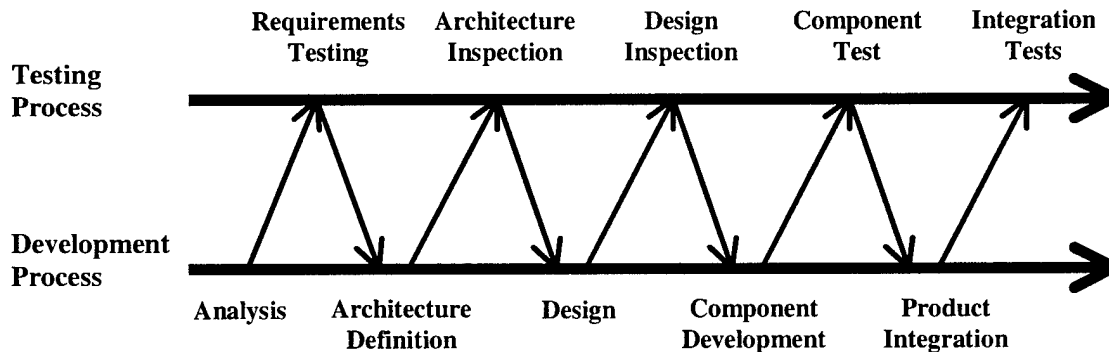 Requirements
Testing
Architecture
Inspection
Design
Inspection
Component
Test
Integration
Tests
Testing
Process
Development
Process
Analysis
Architecture
Definition
Design
Component
Development
Product
Integration